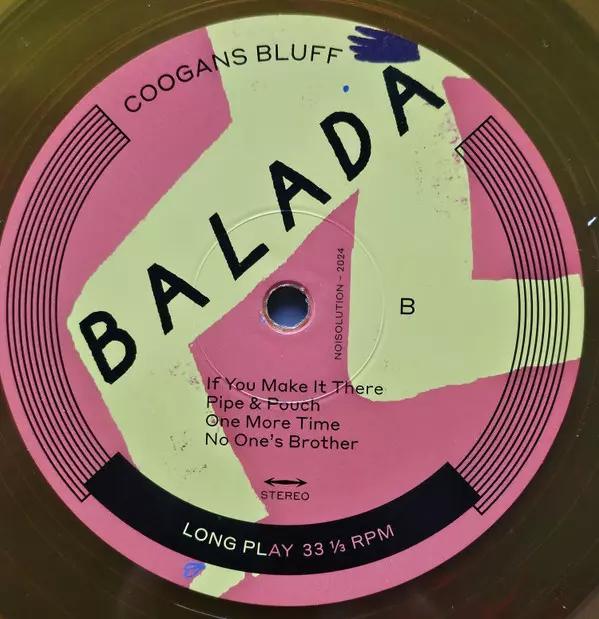 COOGANS BLUFF
BALADA
NOISOLUTION - 2024
B
If You Make It There
Pipe & Pouch
One More Time
No One's Brother
STEREO
LONG PLAY 33 ⅓ RPM